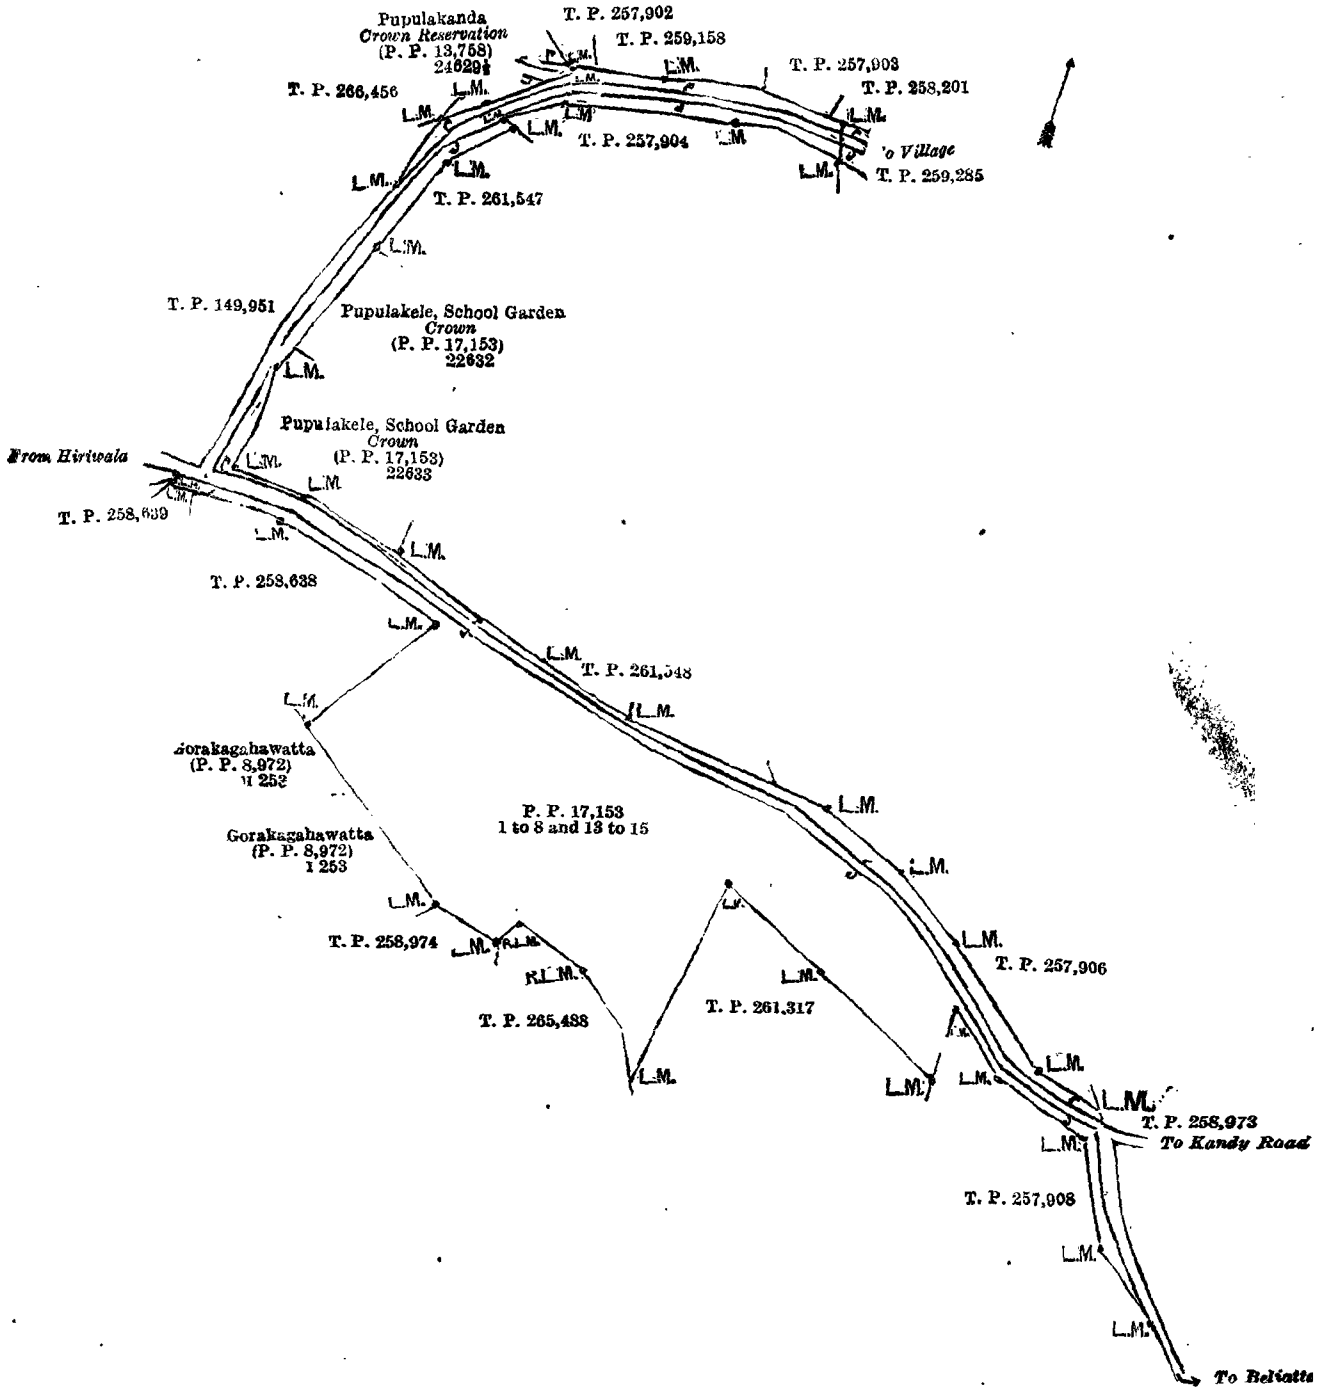 Pupulakanda
Crown Reservation
(P. P. 13,758)
24629½
T. P. 257,902
T. P. 259,158
T. P. 257,903
T. P. 258,201
T. P. 266,456
L.M.
L.M.
L.M.
L.M.
L.M.
L.M.
L.M.
L.M.
L.M.
L.M.
T. P. 257,904
L.M.
Village
T. P. 259,285
L.M.
L.M.
L.M.
T. P. 261,547
L.M.
T. P. 149,951
Pupulakele, School Garden
Crown
(P. P. 17,153)
22632
L.M.
Pupulakele, School Garden
Crown
(P. P. 17,153)
22633
From Hiriwala
L.M.
L.M.
L.M.
T. P. 258,639
L.M.
L.M.
T. P. 258,638
L.M.
L.M.
T. P. 261,548
L.M.
L.M.
Gorakagahawatta
(P. P. 8,972)
253
L.M.
P. P. 17,153
1 to 8 and 13 to 15
Gorakagahawatta
(P. P. 8,972)
I 253
L.M.
L.M.
L.M.
T. P. 258,974
L.M.
R.L.M.
L.M.
T. P. 257,906
R.L.M.
L.M.
T. P. 261,317
T. P. 265,488
L.M.
L.M.
L.M.
L.M.
L.M.
L.M.
T. P. 258,973
L.M.
To Kandy Road
T. P. 257,908
L.M.
L.M.
To Beliatta